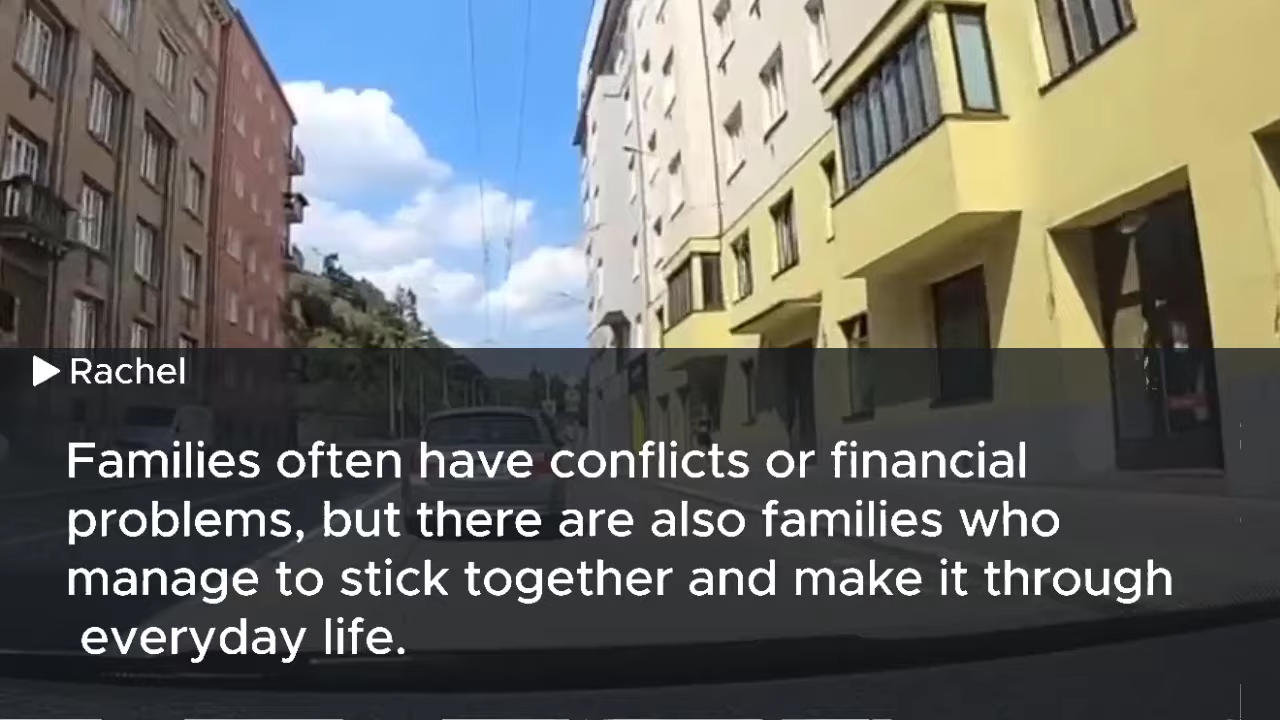 Rachel
Families often have conflicts or financial
problems, but there are also families who
manage to stick together and make it through
everyday life.